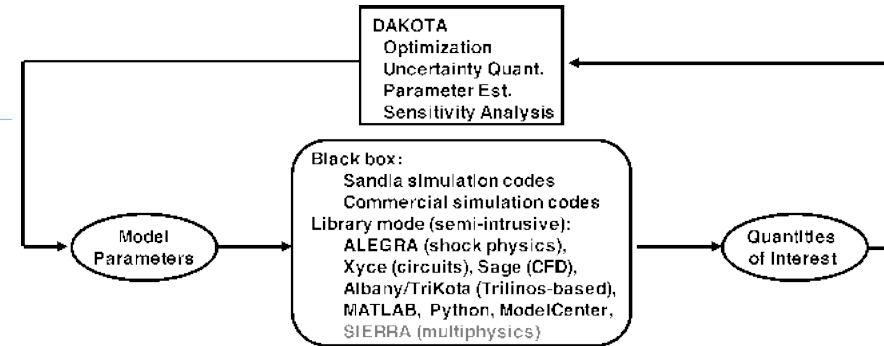 DAKOTA
Optimization
Uncertainty Quant.
Parameter Est.
Sensitivity Analysis
Black box:
Sandia simulation codes
Commercial simulation codes
Library mode (semi-intrusive):
ALEGRA (shock physics),
Xyce (circuits), Sage (CFD),
Albany/TriKota (Trilinos-based),
MATLAB, Python, ModelCenter,
SIERRA (multiphysics)
Model
Parameters
Quantities
of Interest